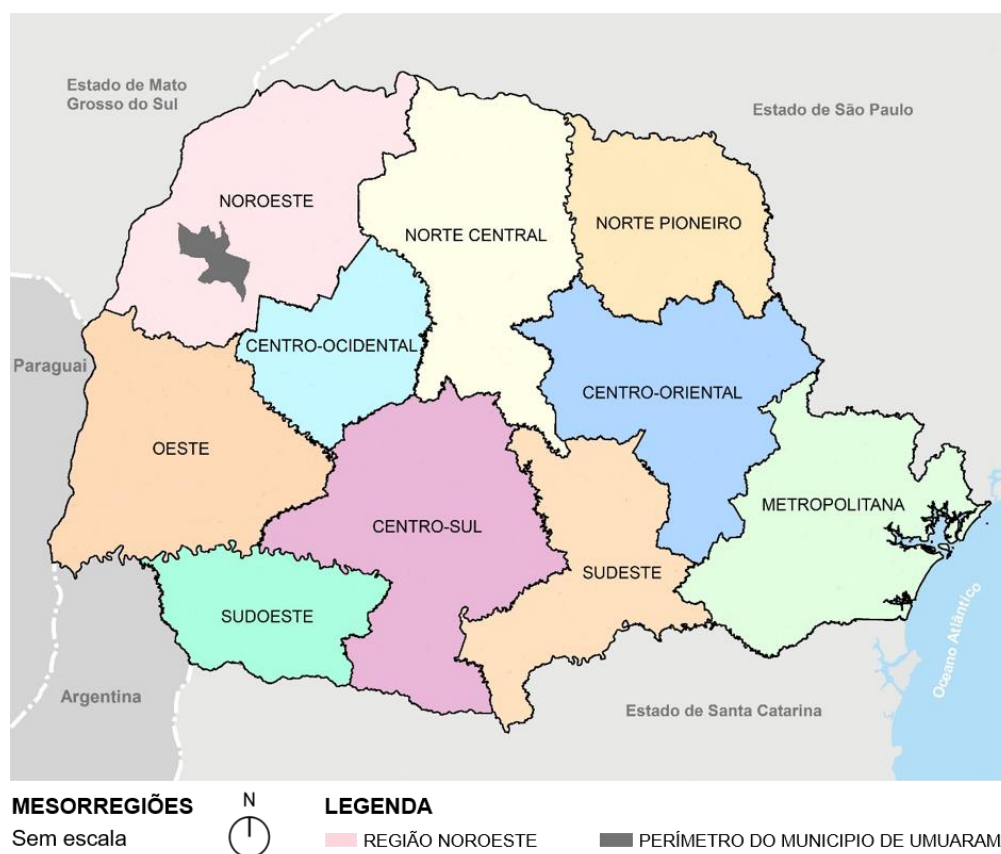 Estado de Mato
Grosso do Sul
Estado de São Paulo
NOROESTE
NORTE CENTRAL
NORTE PIONEIRO
CENTRO-OCIDENTAL
Paraguai
CENTRO-ORIENTAL
OESTE
METROPOLITANA
CENTRO-SUL
SUDESTE
SUDOESTE
Oceano Atlântico
Argentina
Estado de Santa Catarina
MESORREGIÕES
Sem escala
N
LEGENDA
REGIÃO NOROESTE
PERÍMETRO DO MUNICIPIO DE UMUARAM